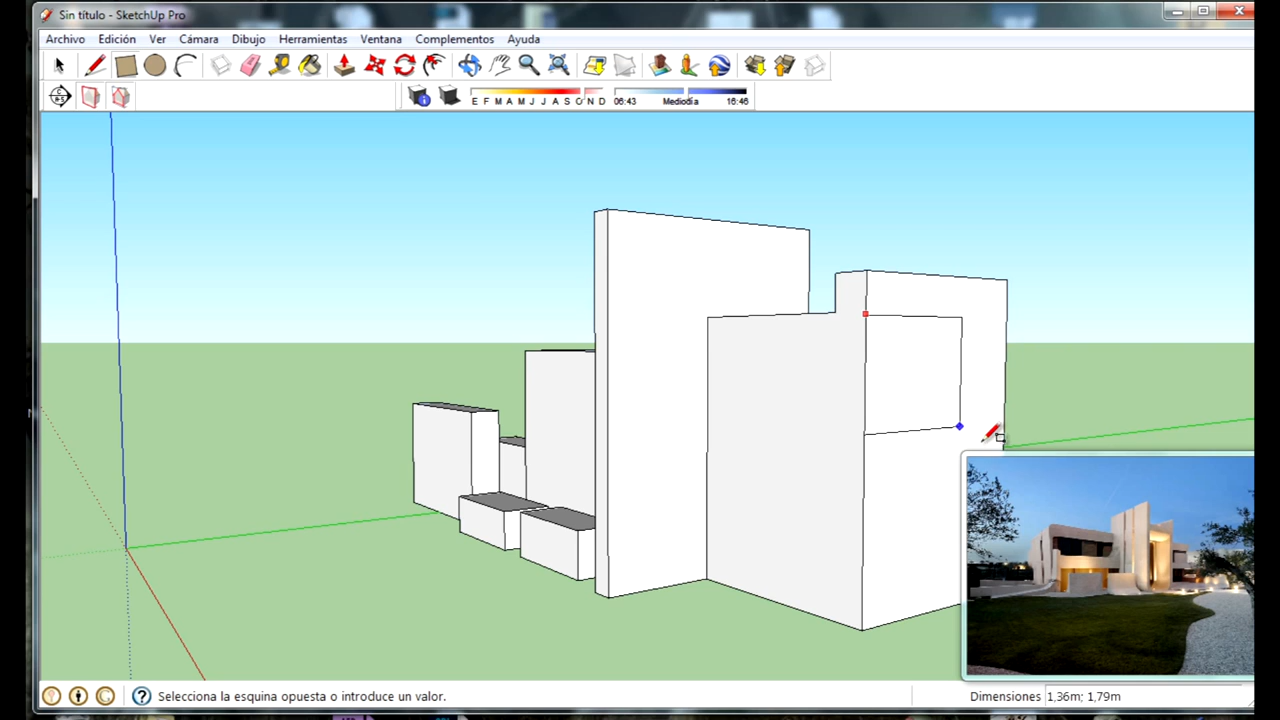 Sin título - SketchUp Pro
Archivo Edición Ver Cámara Dibujo Herramientas Ventana Complementos Ayuda
E F M A M J J A S O N D 06:43 Mediodía 16:46
Selecciona la esquina opuesta o introduce un valor. Dimensiones 1,36m; 1,79m